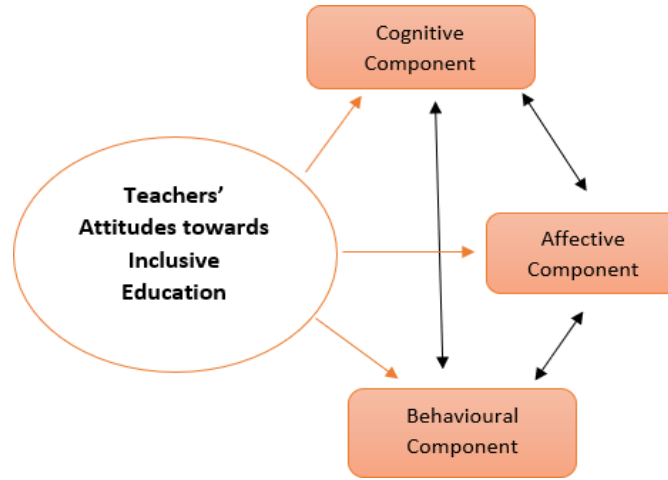 Cognitive
Component
Teachers’
Attitudes towards
Inclusive
Education
Affective
Component
Behavioural
Component